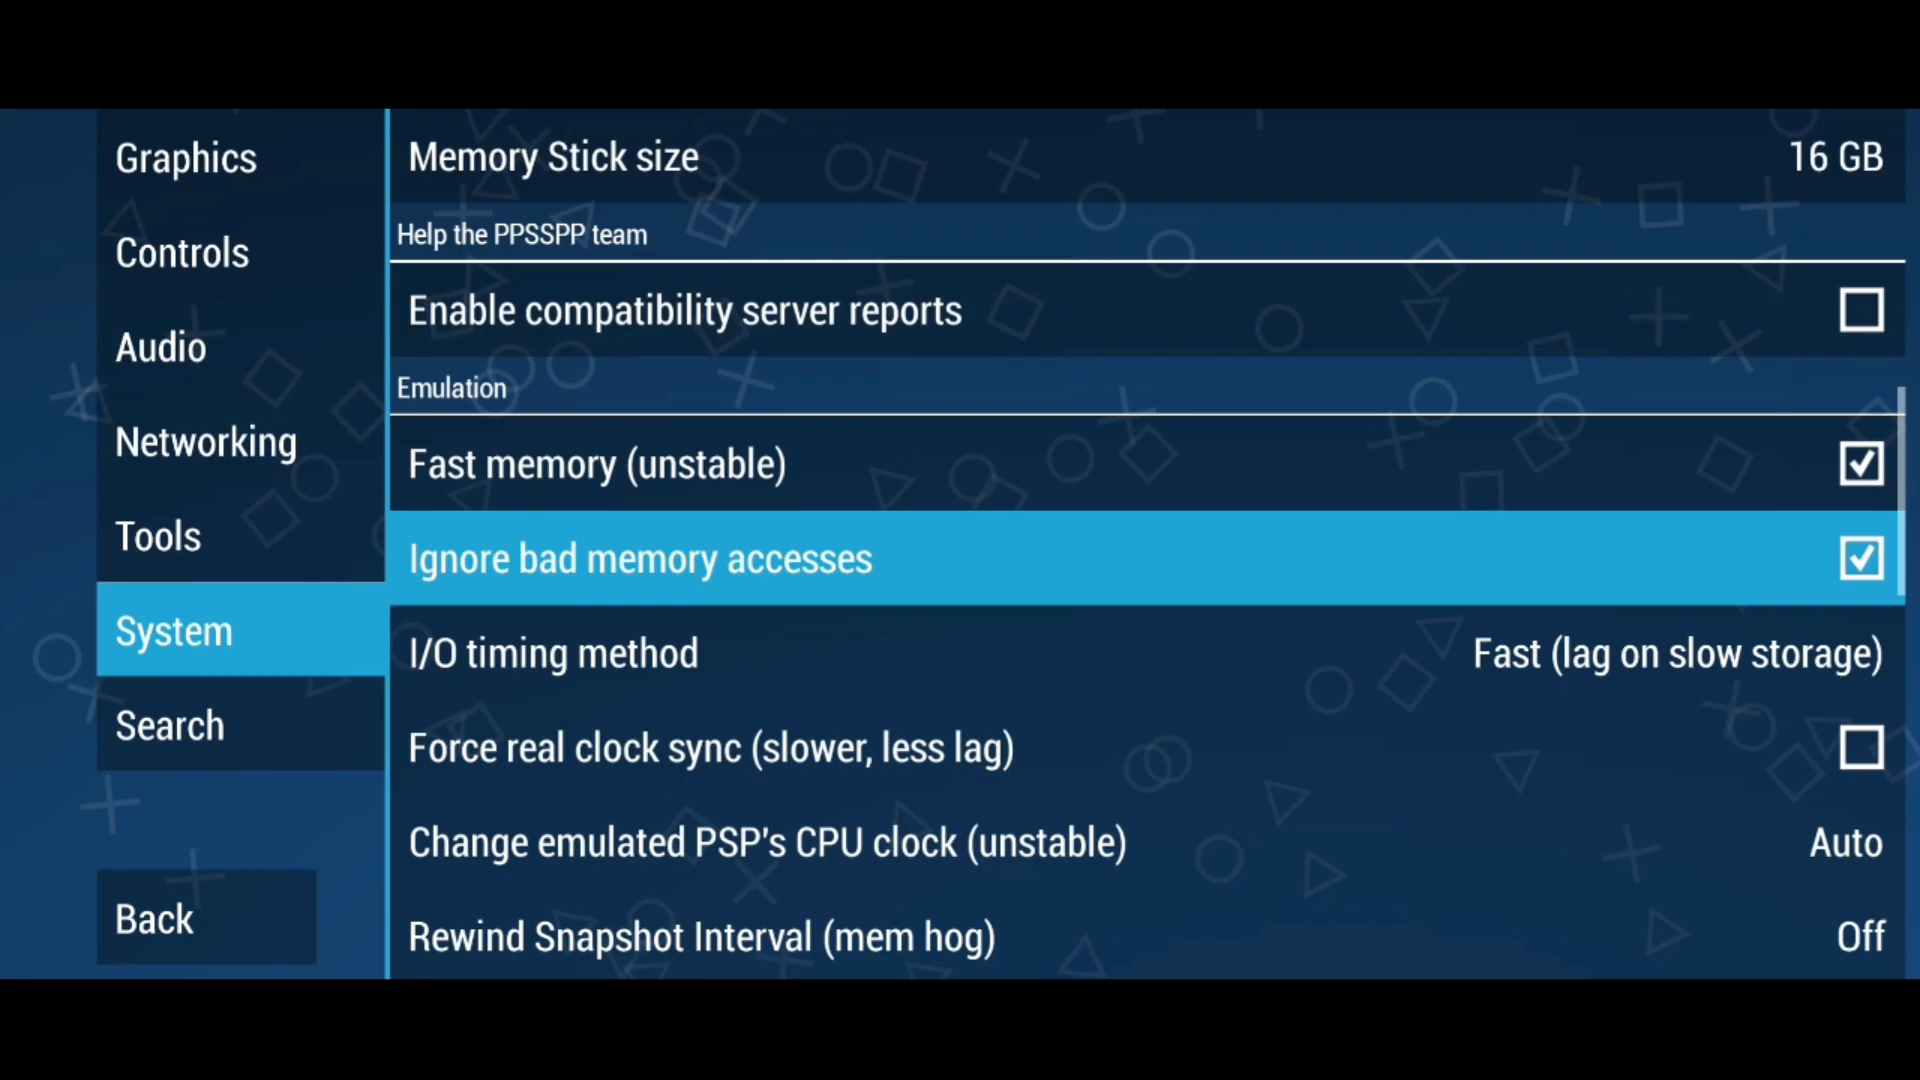 Graphics
Controls
Audio
Networking
Tools
System
Search
Back
Memory Stick size 16 GB
Help the PPSSPP team
Enable compatibility server reports
Emulation
Fast memory (unstable)
Ignore bad memory accesses
I/O timing method Fast (lag on slow storage)
Force real clock sync (slower, less lag)
Change emulated PSP's CPU clock (unstable) Auto
Rewind Snapshot Interval (mem hog) Off